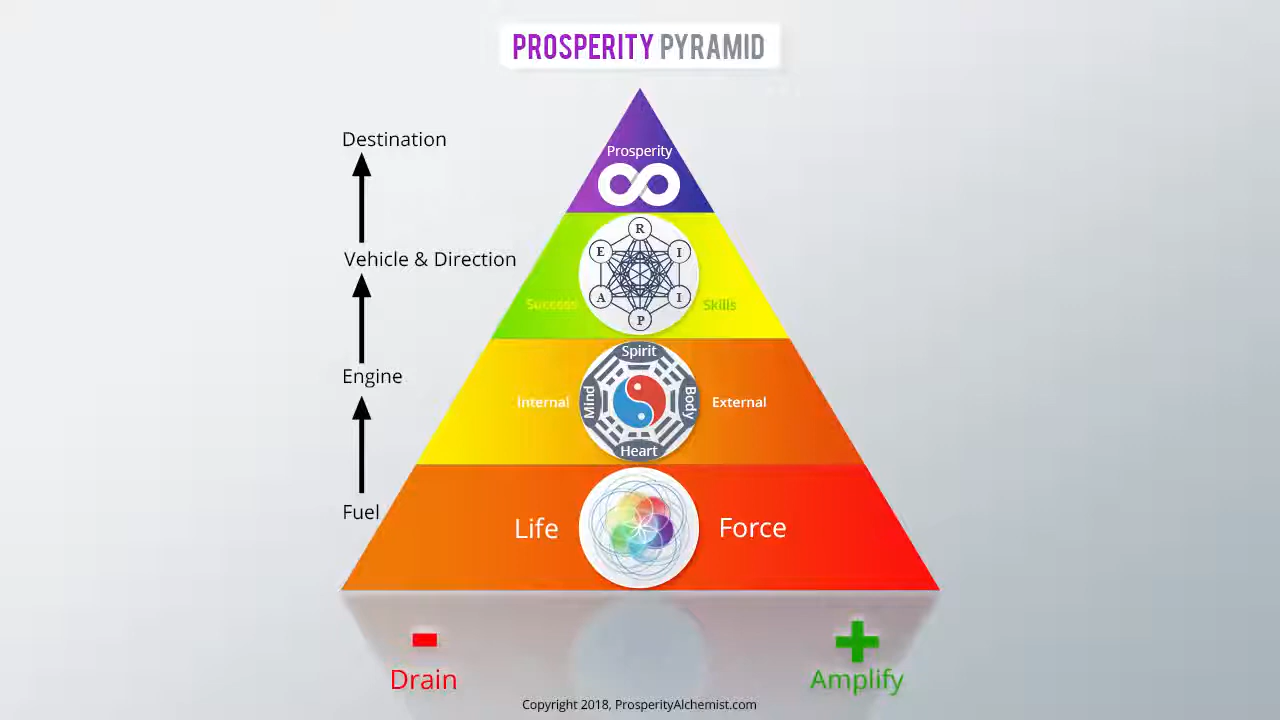 PROSPERITY PYRAMID
Destination
Prosperity
R
E
I
Vehicle & Direction
A
I
Success
Skills
P
Spirit
Engine
Internal
Mind
Body
External
Heart
Fuel
Life
Force
Drain
Amplify
Copyright 2018, ProsperityAlchemist.com